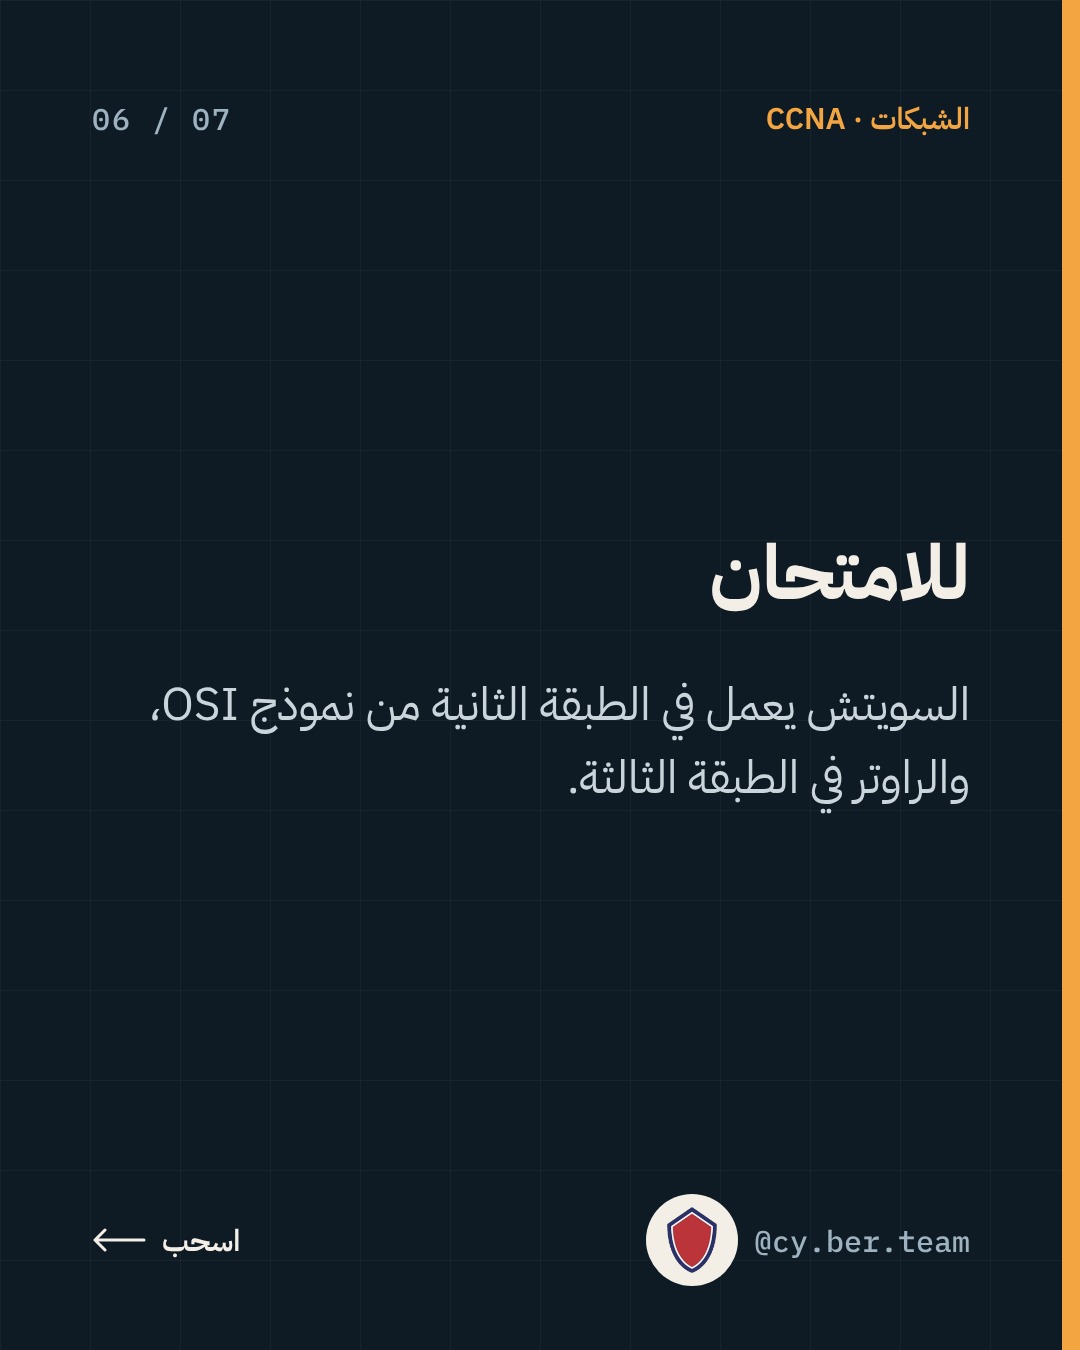 الشبكات · CCNA
06 / 07
للامتحان
السويتش يعمل في الطبقة الثانية من نموذج OSI،
والراوتر في الطبقة الثالثة.
@cy.ber.team
اسحب ←